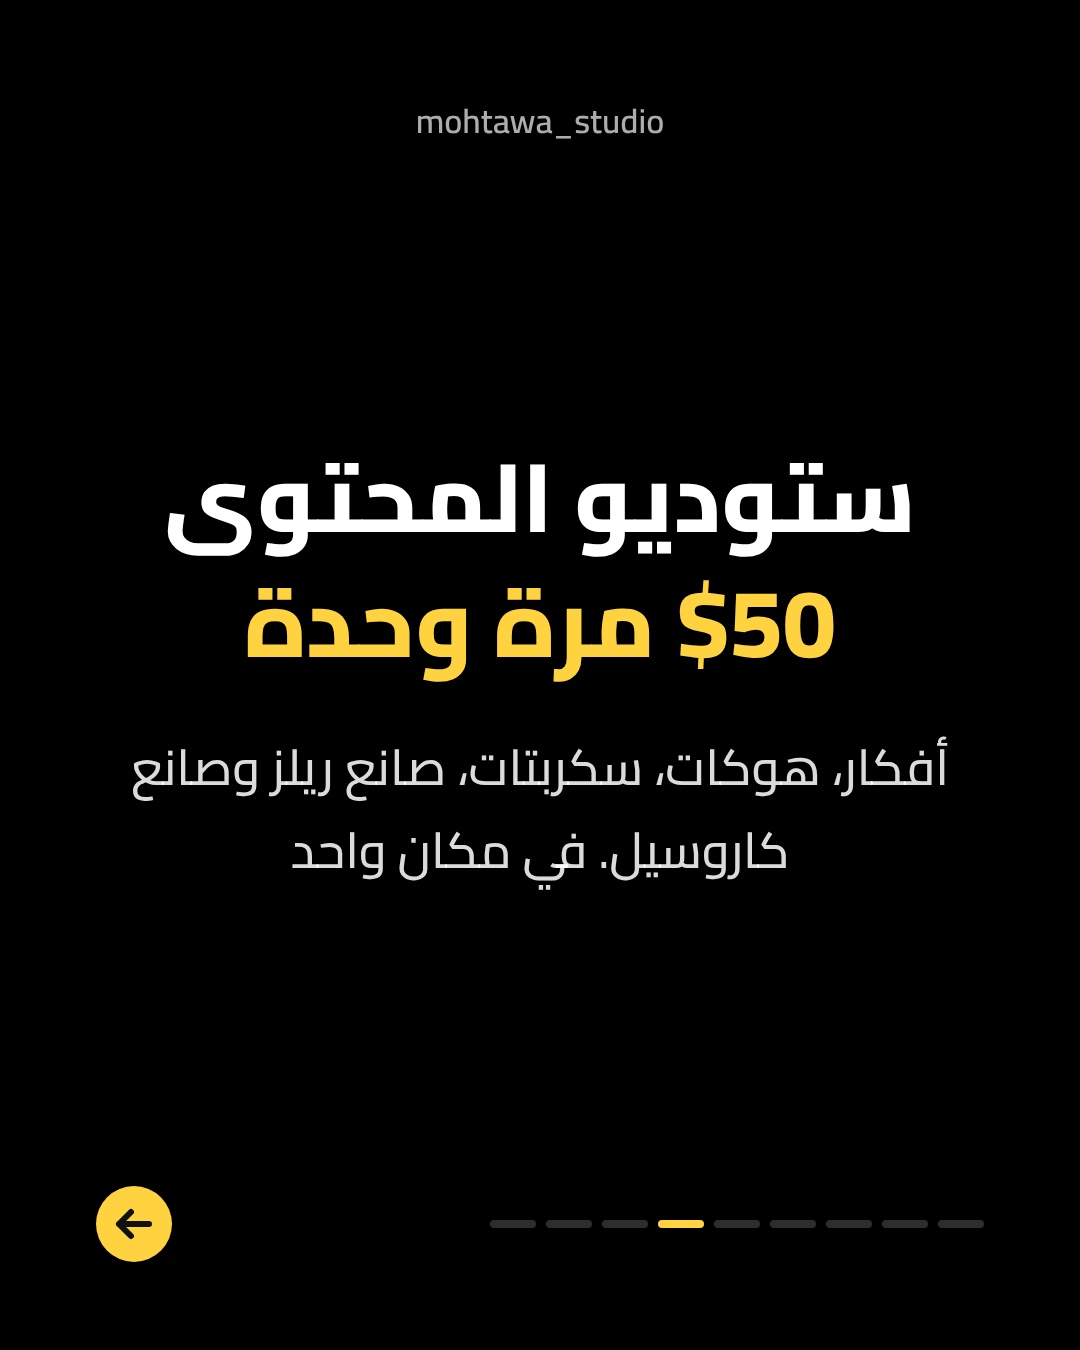 mohtawa_studio
ستوديو المحتوى
$50 مرة وحدة
أفكار، هوكات، سكربتات، صانع ريلز وصانع
كاروسيل. في مكان واحد